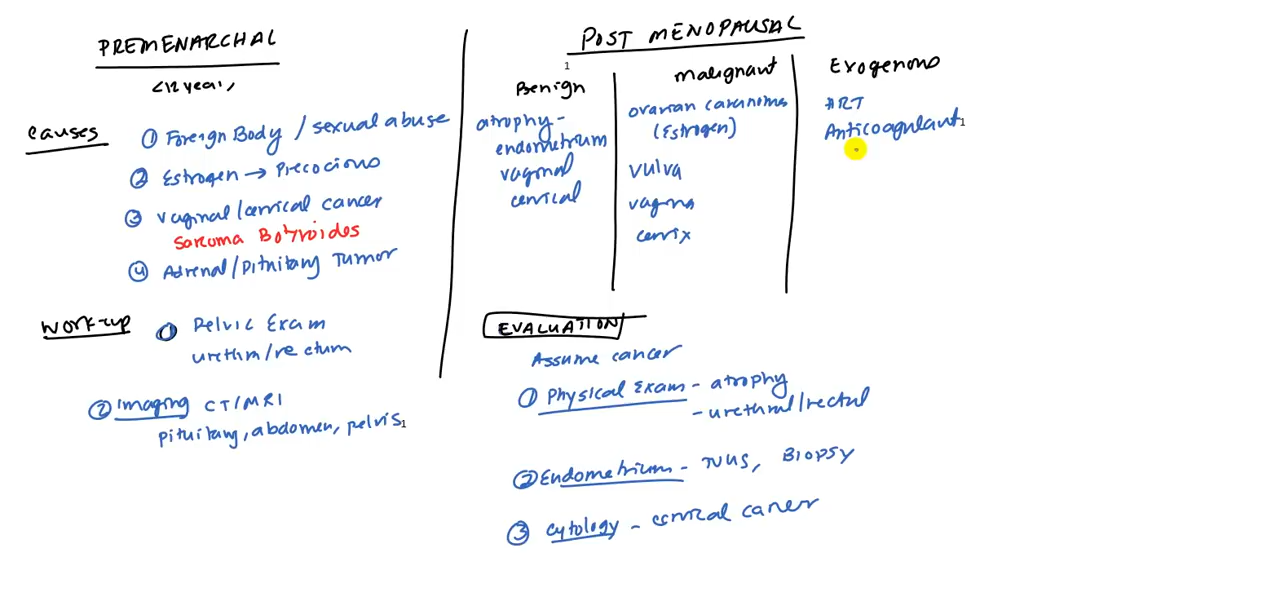 PREMENARCHAL
<12 years
Causes
① Foreign Body / sexual abuse
② Estrogen → Precocious
③ vaginal/cervical cancer
Sarcoma Botyroides
④ Adrenal/Pituitary Tumor
Work-up
① Pelvic Exam
urethra/rectum
② Imaging CT/MRI
pituitary, abdomen, pelvis
POST MENOPAUSAL
Benign
atrophy-
endometrium
vaginal
cervical
malignant
ovarian carcinoma
(Estrogen)
vulva
vagina
cervix
Exogenous
HRT
Anticoagulant
EVALUATION
Assume cancer
① Physical Exam - atrophy
- urethral/rectal
② Endometrium - TVUS, Biopsy
③ Cytology - cervical cancer